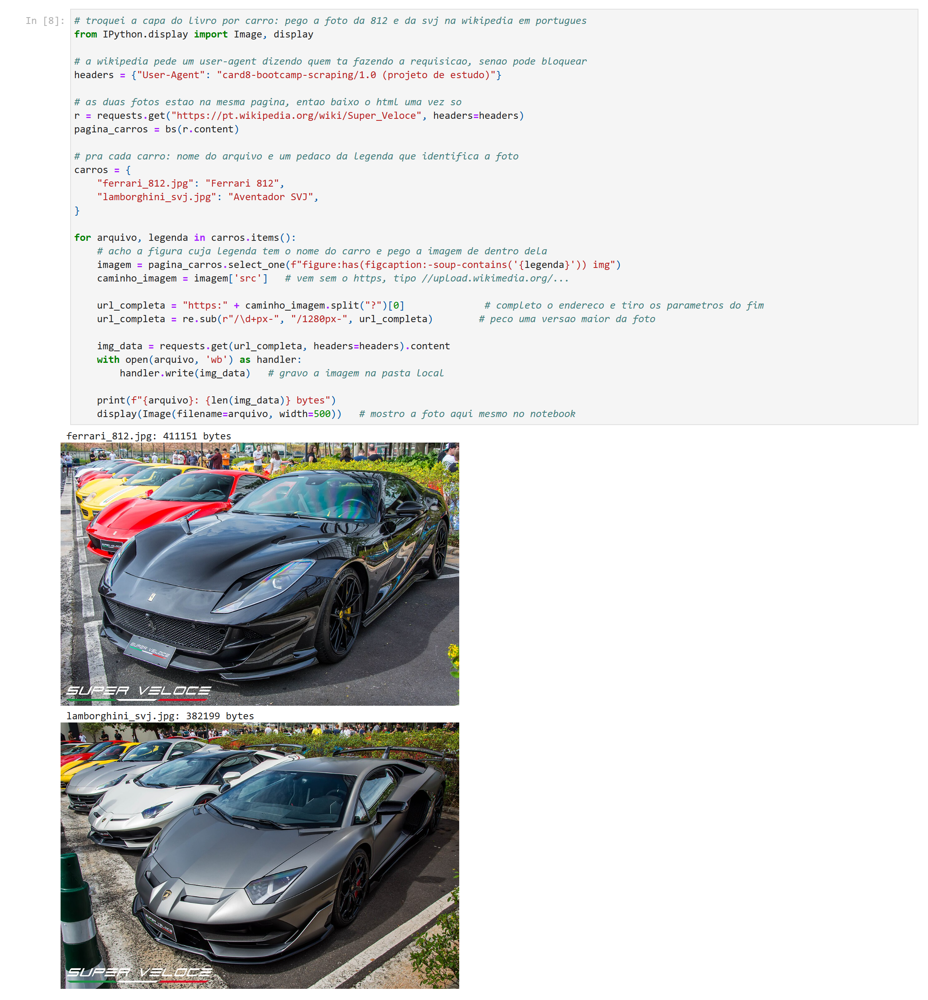 In [8]:
# troquei a capa do livro por carro: pego a foto da 812 e da svj na wikipedia em portugues
from IPython.display import Image, display
# a wikipedia pede um user-agent dizendo quem ta fazendo a requisicao, senao pode bloquear
headers = {"User-Agent": "card8-bootcamp-scraping/1.0 (projeto de estudo)"}
# as duas fotos estao na mesma pagina, entao baixo o html uma vez so
r = requests.get("https://pt.wikipedia.org/wiki/Super_Veloce", headers=headers)
pagina_carros = bs(r.content)
# pra cada carro: nome do arquivo e um pedaco da legenda que identifica a foto
carros = {
    "ferrari_812.jpg": "Ferrari 812",
    "lamborghini_svj.jpg": "Aventador SVJ",
}
for arquivo, legenda in carros.items():
    # acho a figura cuja legenda tem o nome do carro e pego a imagem de dentro dela
    imagem = pagina_carros.select_one(f"figure:has(figcaption:-soup-contains('{legenda}')) img")
    caminho_imagem = imagem['src']   # vem sem o https, tipo //upload.wikimedia.org/...
    url_completa = "https:" + caminho_imagem.split("?")[0]              # completo o endereco e tiro os parametros do fim
    url_completa = re.sub(r"/\d+px-", "/1280px-", url_completa)        # peco uma versao maior da foto
    img_data = requests.get(url_completa, headers=headers).content
    with open(arquivo, 'wb') as handler:
        handler.write(img_data)   # gravo a imagem na pasta local
    print(f"{arquivo}: {len(img_data)} bytes")
    display(Image(filename=arquivo, width=500))   # mostro a foto aqui mesmo no notebook
ferrari_812.jpg: 411151 bytes
SUPER VELOCE
MICHELIN
SUPER VELOCE
SUPER VELOCE
lamborghini_svj.jpg: 382199 bytes
SUPER VELOCE
SUPER VELOCE
SUPER VELOCE